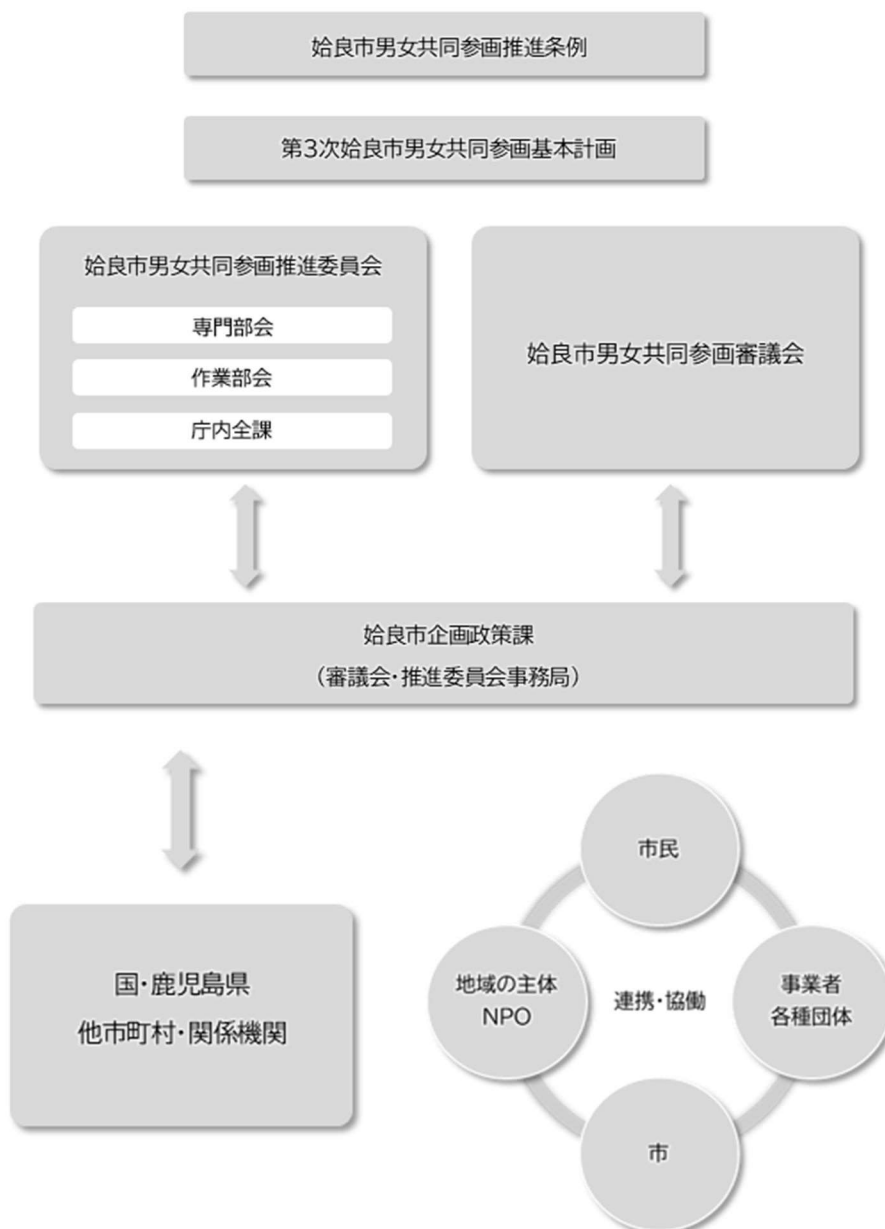 姶良市男女共同参画推進条例
第3次姶良市男女共同参画基本計画
姶良市男女共同参画推進委員会
専門部会
作業部会
庁内全課
姶良市男女共同参画審議会
姶良市企画政策課
（審議会・推進委員会事務局）
国・鹿児島県
他市町村・関係機関
市民
地域の主体
NPO
連携・協働
事業者
各種団体
市